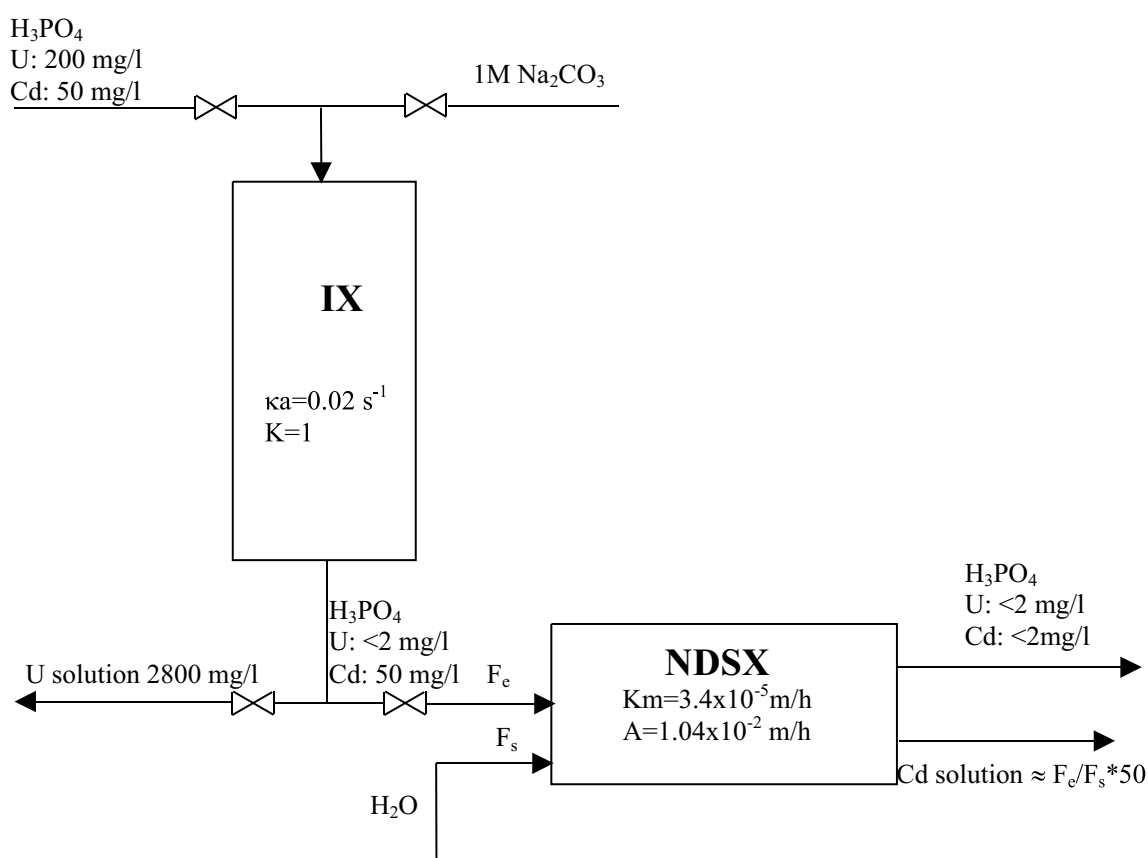 H₃PO₄
U: 200 mg/l
Cd: 50 mg/l
1M Na₂CO₃
IX
κa=0.02 s⁻¹
K=1
H₃PO₄
U: <2 mg/l
Cd: 50 mg/l
U solution 2800 mg/l
Fₑ
Fₛ
H₂O
NDSX
Km=3.4x10⁻⁵m/h
A=1.04x10⁻² m/h
H₃PO₄
U: <2 mg/l
Cd: <2mg/l
Cd solution ≈ Fₑ/Fₛ*50